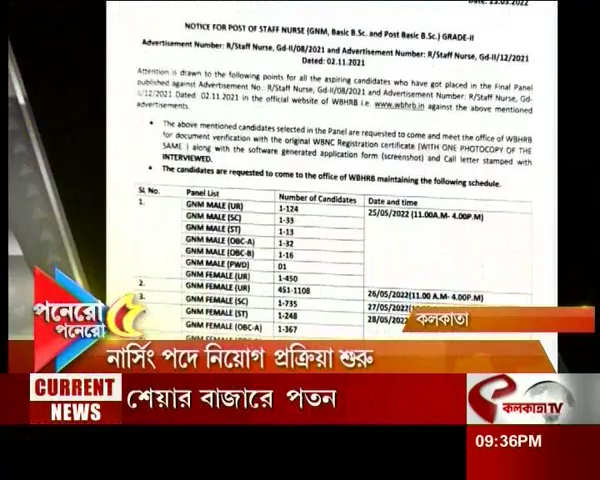 Date: 23.05.2022
NOTICE FOR POST OF STAFF NURSE (GNM, Basic B.Sc. and Post Basic B.Sc.) GRADE-II
Advertisement Number: R/Staff Nurse, Gd-II/08/2021 and Advertisement Number: R/Staff Nurse, Gd-II/12/2021
Dated: 02.11.2021
Attention is drawn to the following points for all the aspiring candidates who have got placed in the Final Panel
published against Advertisement No.: R/Staff Nurse, Gd-II/08/2021 and Advertisement Number: R/Staff Nurse, Gd-
II/12/2021 Dated: 02.11.2021 in the official website of WBHRB i.e. www.wbhrb.in against the above mentioned
advertisements.
• The above mentioned candidates selected in the Panel are requested to come and meet the office of WBHRB
for document verification with the original WBNC Registration certificate (WITH ONE PHOTOCOPY OF THE
SAME ) along with the software generated application form (screenshot) and Call letter stamped with
INTERVIEWED.
• The candidates are requested to come to the office of WBHRB maintaining the following schedule.
Sl. No. Panel List Number of Candidates Date and time
1. GNM MALE (UR) 1-124 25/05/2022 (11.00A.M- 4.00P.M)
GNM MALE (SC) 1-33
GNM MALE (ST) 1-13
GNM MALE (OBC-A) 1-32
GNM MALE (OBC-B) 1-16
GNM MALE (PWD) 01
GNM FEMALE (UR) 1-450
2. GNM FEMALE (UR) 451-1108 26/05/2022(11.00 A.M- 4.00P.M)
3. GNM FEMALE (SC) 1-735 27/05/2022
GNM FEMALE (ST) 1-248 28/05/2022
GNM FEMALE (OBC-A) 1-367
পনেরো
পনেরো ৫
কলকাতা
নার্সিং পদে নিয়োগ প্রক্রিয়া শুরু
CURRENT
NEWS
শেয়ার বাজারে পতন
কলকাতা TV
09:36PM